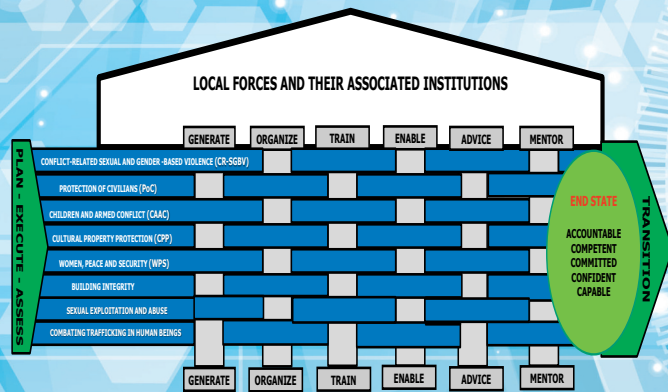 LOCAL FORCES AND THEIR ASSOCIATED INSTITUTIONS
GENERATE ORGANIZE TRAIN ENABLE ADVICE MENTOR
PLAN - EXECUTE - ASSESS
CONFLICT-RELATED SEXUAL AND GENDER -BASED VIOLENCE (CR-SGBV)
PROTECTION OF CIVILIANS (PoC)
CHILDREN AND ARMED CONFLICT (CAAC)
CULTURAL PROPERTY PROTECTION (CPP)
WOMEN, PEACE AND SECURITY (WPS)
BUILDING INTEGRITY
SEXUAL EXPLOITATION AND ABUSE
COMBATING TRAFFICKING IN HUMAN BEINGS
END STATE
ACCOUNTABLE
COMPETENT
COMMITTED
CONFIDENT
CAPABLE
TRANSITION
GENERATE ORGANIZE TRAIN ENABLE ADVICE MENTOR